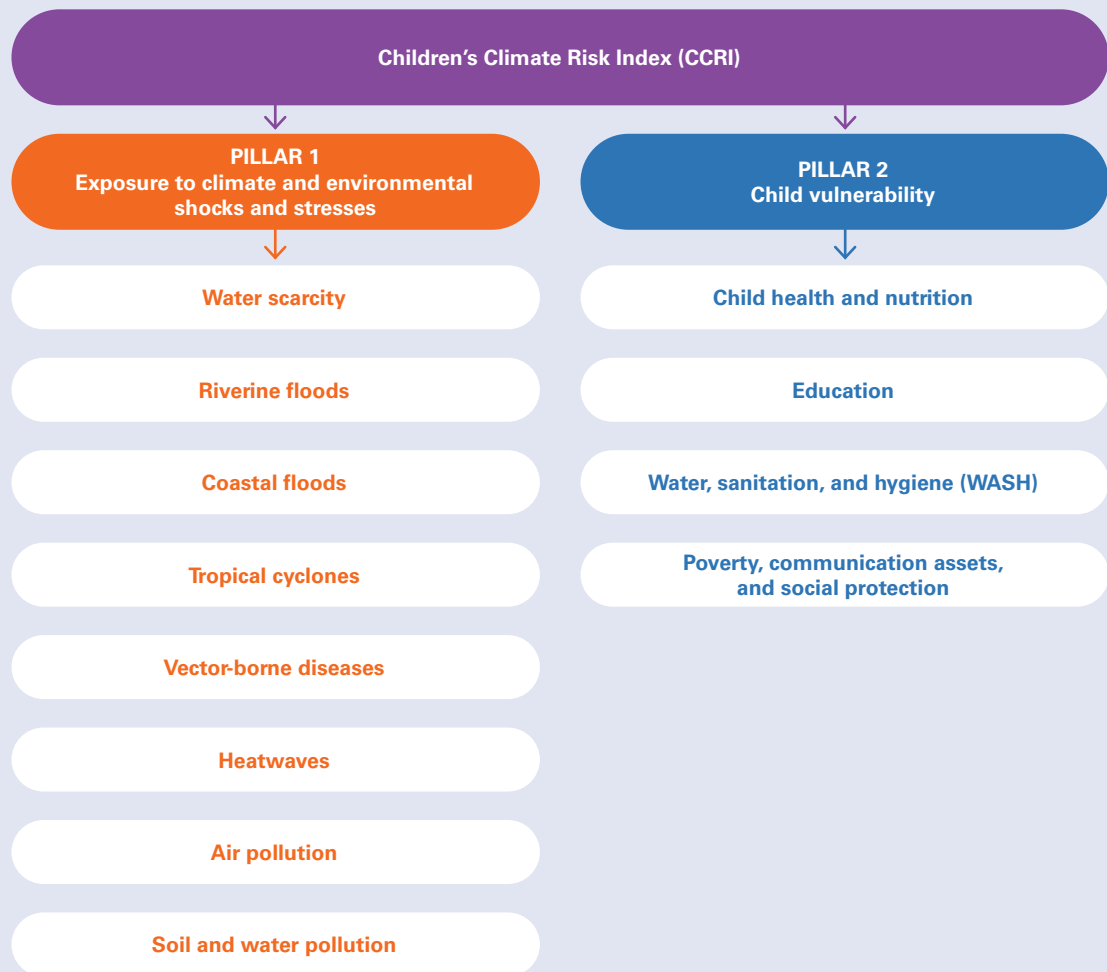 Children’s Climate Risk Index (CCRI)
PILLAR 1
Exposure to climate and environmental
shocks and stresses
Water scarcity
Riverine floods
Coastal floods
Tropical cyclones
Vector-borne diseases
Heatwaves
Air pollution
Soil and water pollution
PILLAR 2
Child vulnerability
Child health and nutrition
Education
Water, sanitation, and hygiene (WASH)
Poverty, communication assets,
and social protection